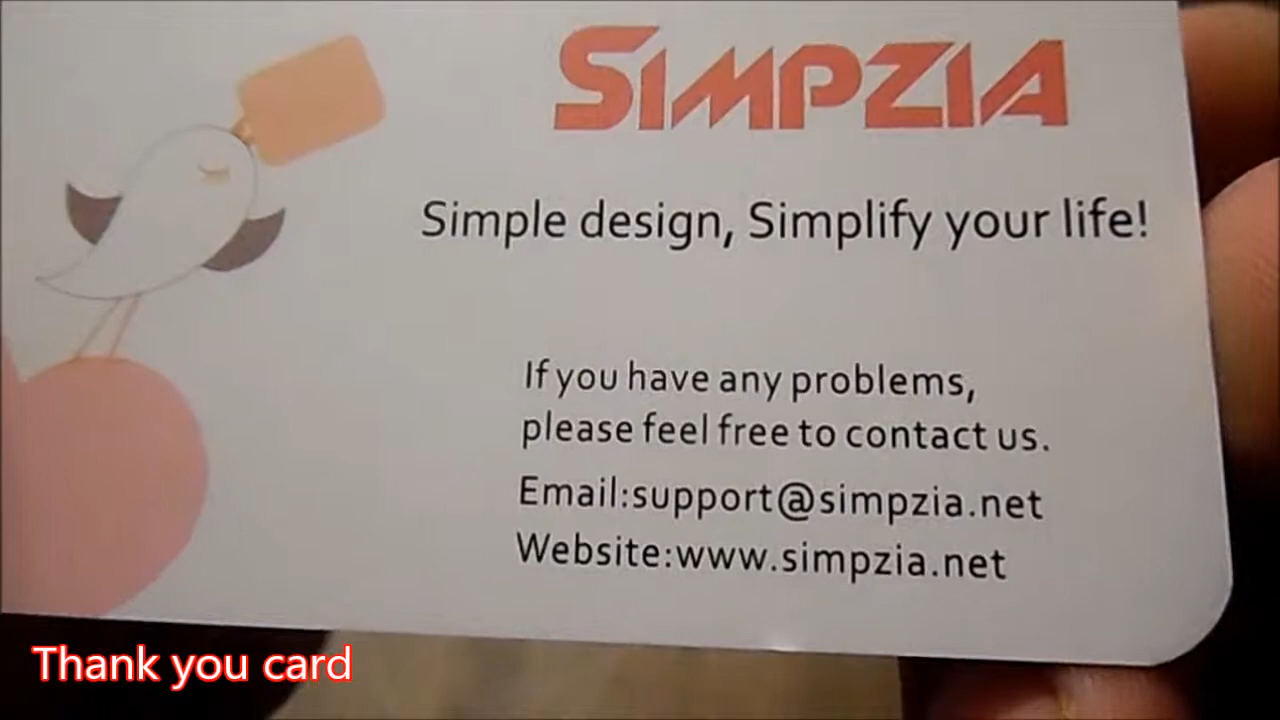 SIMPZIA
Simple design, Simplify your life!
If you have any problems,
please feel free to contact us.
Email:support@simpzia.net
Website:www.simpzia.net
Thank you card